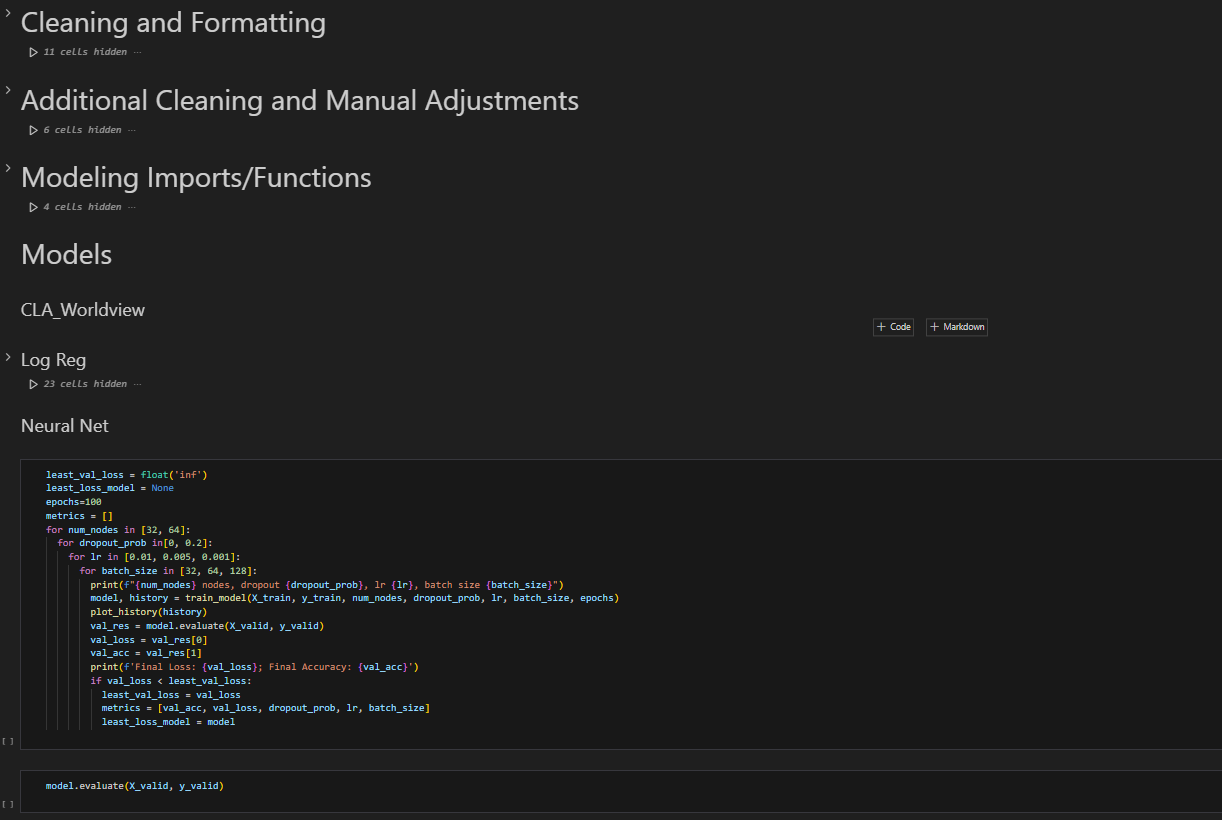 Cleaning and Formatting
11 cells hidden ...
Additional Cleaning and Manual Adjustments
6 cells hidden ...
Modeling Imports/Functions
4 cells hidden ...
Models
CLA_Worldview
+ Code + Markdown
Log Reg
23 cells hidden ...
Neural Net
least_val_loss = float('inf')
least_loss_model = None
epochs=100
metrics = []
for num_nodes in [32, 64]:
  for dropout_prob in[0, 0.2]:
    for lr in [0.01, 0.005, 0.001]:
      for batch_size in [32, 64, 128]:
        print(f"{num_nodes} nodes, dropout {dropout_prob}, lr {lr}, batch size {batch_size}")
        model, history = train_model(X_train, y_train, num_nodes, dropout_prob, lr, batch_size, epochs)
        plot_history(history)
        val_res = model.evaluate(X_valid, y_valid)
        val_loss = val_res[0]
        val_acc = val_res[1]
        print(f'Final Loss: {val_loss}; Final Accuracy: {val_acc}')
        if val_loss < least_val_loss:
          least_val_loss = val_loss
          metrics = [val_acc, val_loss, dropout_prob, lr, batch_size]
          least_loss_model = model
[ ]
model.evaluate(X_valid, y_valid)
[ ]